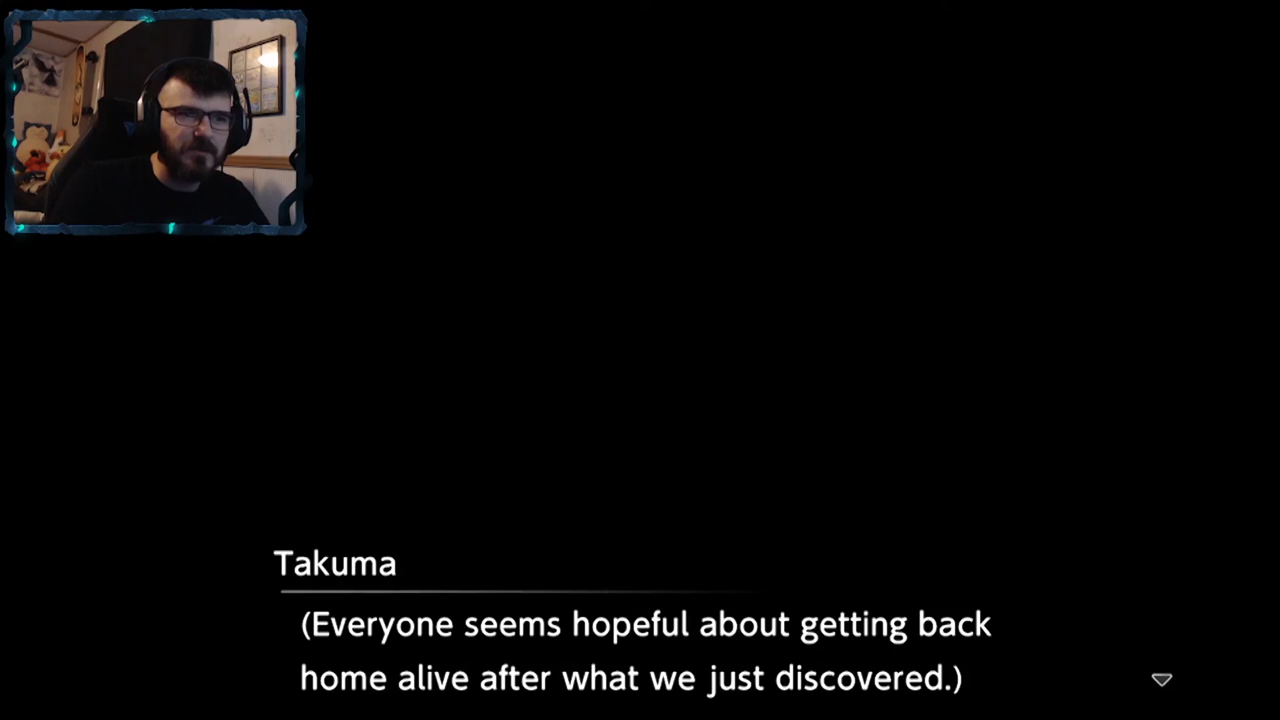 Takuma
(Everyone seems hopeful about getting back
home alive after what we just discovered.)